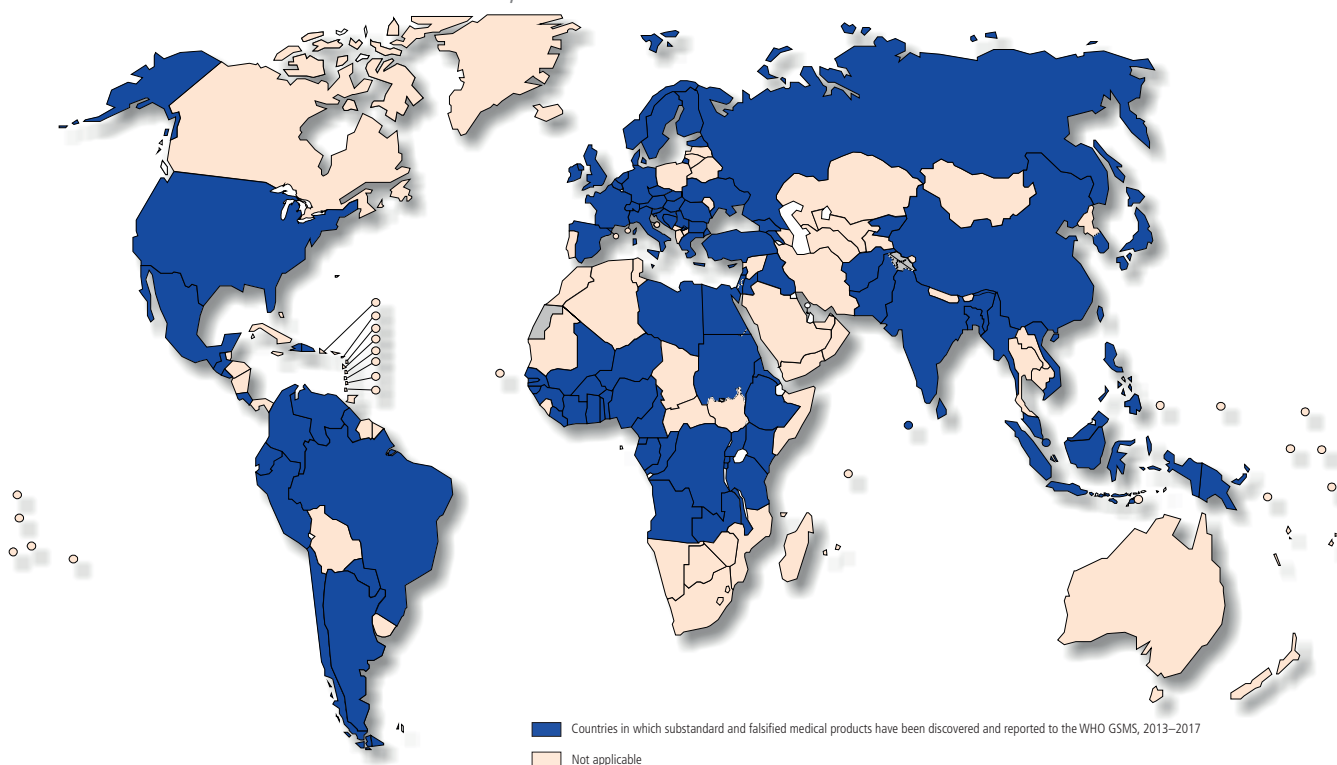 Countries in which substandard and falsified medical products have been discovered and reported to the WHO GSMS, 2013–2017
Not applicable